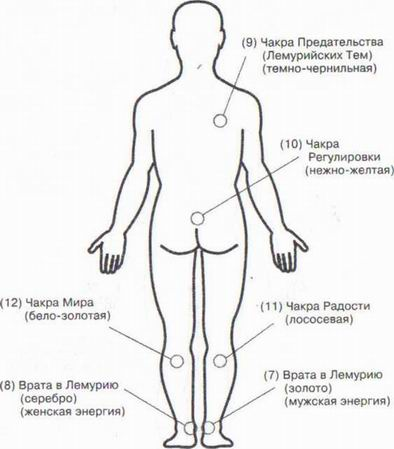 (9) Чакра Предательства
(Лемурийских Тем)
(темно-чернильная)
(10) Чакра
Регулировки
(нежно-желтая)
(12) Чакра Мира
(бело-золотая)
(11) Чакра Радости
(лососевая)
(8) Врата в Лемурию
(серебро)
(женская энергия)
(7) Врата в Лемурию
(золото)
(мужская энергия)